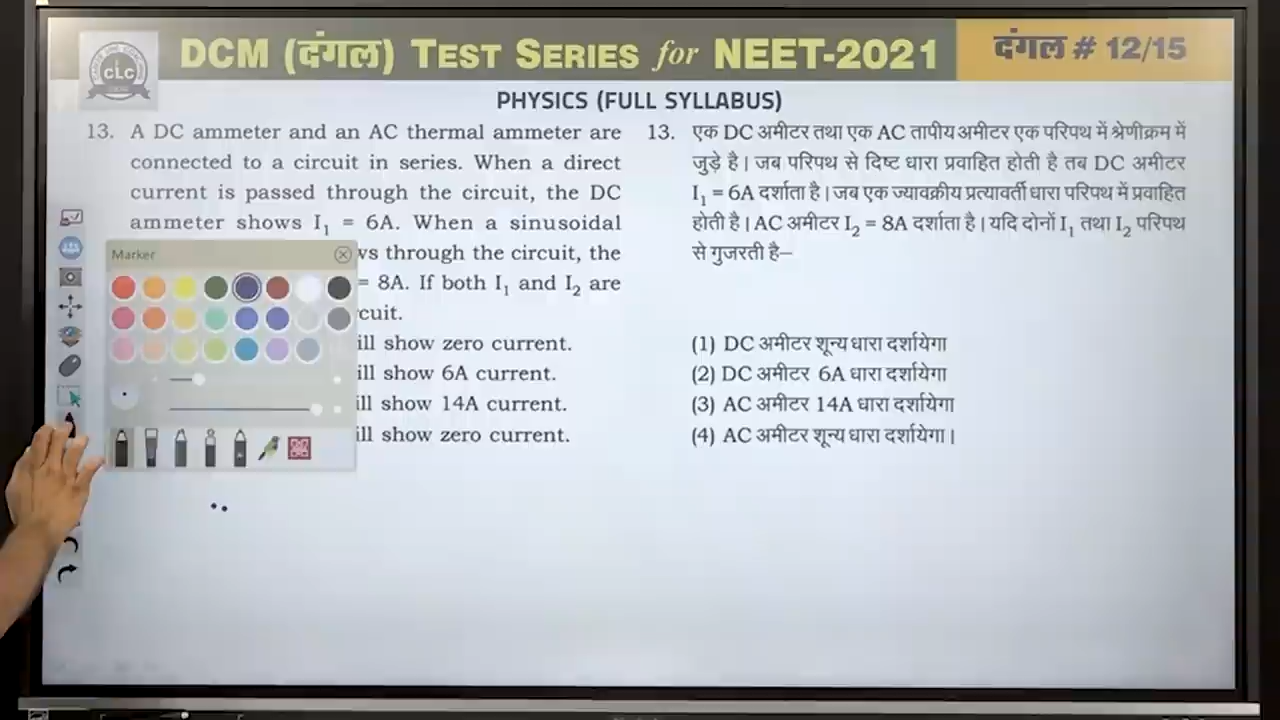 CLC
DCM (दंगल) TEST SERIES for NEET-2021
दंगल # 12/15
PHYSICS (FULL SYLLABUS)
13. A DC ammeter and an AC thermal ammeter are
connected to a circuit in series. When a direct
current is passed through the circuit, the DC
ammeter shows I₁ = 6A. When a sinusoidal
through the circuit, the
= 8A. If both I₁ and I₂ are
Marker
show zero current.
show 6A current.
show 14A current.
show zero current.
13. एक DC अमीटर तथा एक AC तापीय अमीटर एक परिपथ में श्रेणीक्रम में
जुड़े है। जब परिपथ से दिष्ट धारा प्रवाहित होती है तब DC अमीटर
I₁ = 6A दर्शाता है। जब एक ज्यावक्रीय प्रत्यावर्ती धारा परिपथ में प्रवाहित
होती है। AC अमीटर I₂ = 8A दर्शाता है। यदि दोनों I₁ तथा I₂ परिपथ
से गुजरती है–
(1) DC अमीटर शून्य धारा दर्शायेगा
(2) DC अमीटर 6A धारा दर्शायेगा
(3) AC अमीटर 14A धारा दर्शायेगा
(4) AC अमीटर शून्य धारा दर्शायेगा।